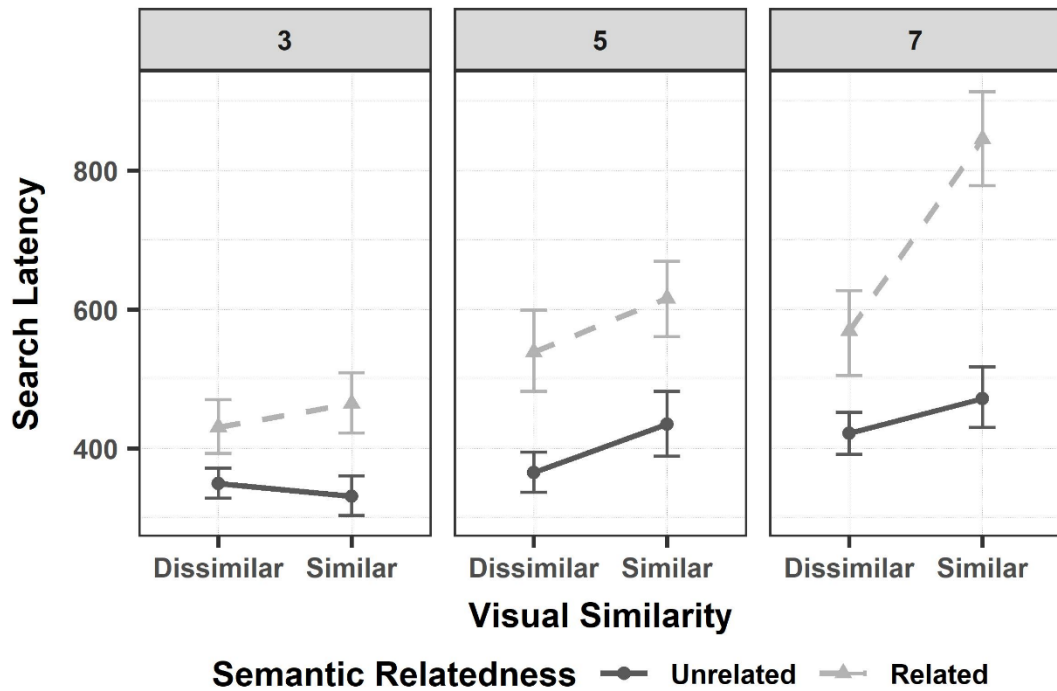 3 5 7
Search Latency
800
600
400
Dissimilar Similar Dissimilar Similar Dissimilar Similar
Visual Similarity
Semantic Relatedness Unrelated Related